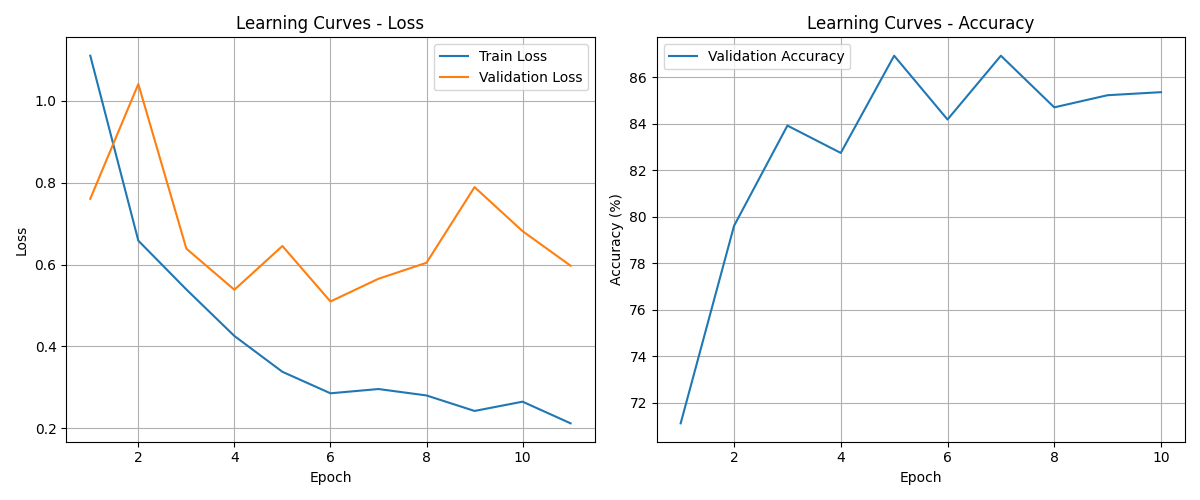 Learning Curves - Loss
Train Loss
Validation Loss
1.0
0.8
0.6
0.4
0.2
Loss
2 4 6 8 10
Epoch
Learning Curves - Accuracy
Validation Accuracy
86
84
82
80
78
76
74
72
Accuracy (%)
2 4 6 8 10
Epoch